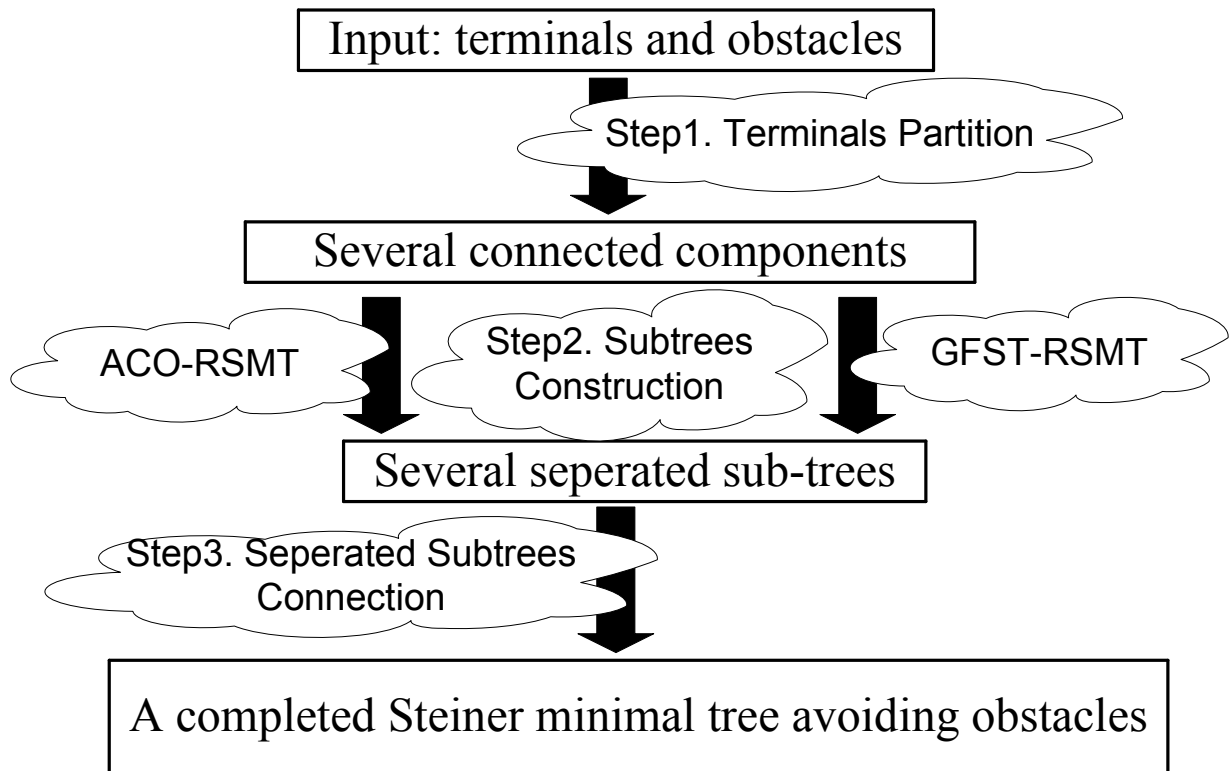 Input: terminals and obstacles
Step1. Terminals Partition
Several connected components
ACO-RSMT
Step2. Subtrees
Construction
GFST-RSMT
Several seperated sub-trees
Step3. Seperated Subtrees
Connection
A completed Steiner minimal tree avoiding obstacles